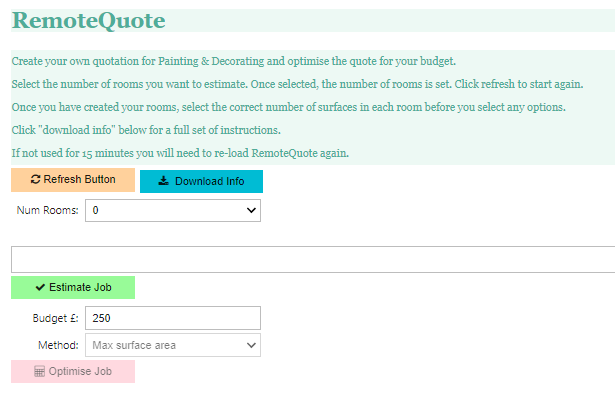 RemoteQuote
Create your own quotation for Painting & Decorating and optimise the quote for your budget.
Select the number of rooms you want to estimate. Once selected, the number of rooms is set. Click refresh to start again.
Once you have created your rooms, select the correct number of surfaces in each room before you select any options.
Click "download info" below for a full set of instructions.
If not used for 15 minutes you will need to re-load RemoteQuote again.
Refresh Button Download Info
Num Rooms: 0
Estimate Job
Budget £: 250
Method: Max surface area
Optimise Job